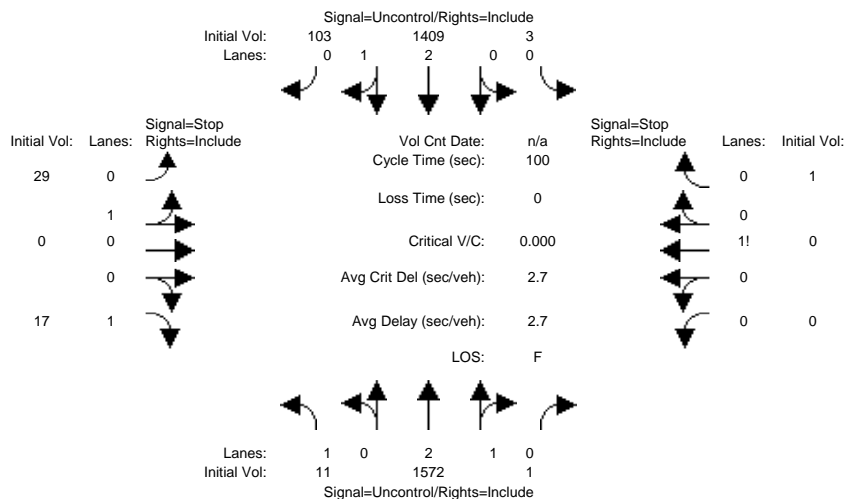 Signal=Uncontrol/Rights=Include
Initial Vol: 103 1409 3
Lanes: 0 1 2 0 0
Signal=Stop
Initial Vol: Lanes: Rights=Include
Vol Cnt Date: n/a
Signal=Stop
Rights=Include Lanes: Initial Vol:
Cycle Time (sec): 100
29 0
0 1
Loss Time (sec): 0
1
0
0 0
Critical V/C: 0.000
1! 0
0
Avg Crit Del (sec/veh): 2.7
0
17 1
Avg Delay (sec/veh): 2.7
0 0
LOS: F
Lanes: 1 0 2 1 0
Initial Vol: 11 1572 1
Signal=Uncontrol/Rights=Include